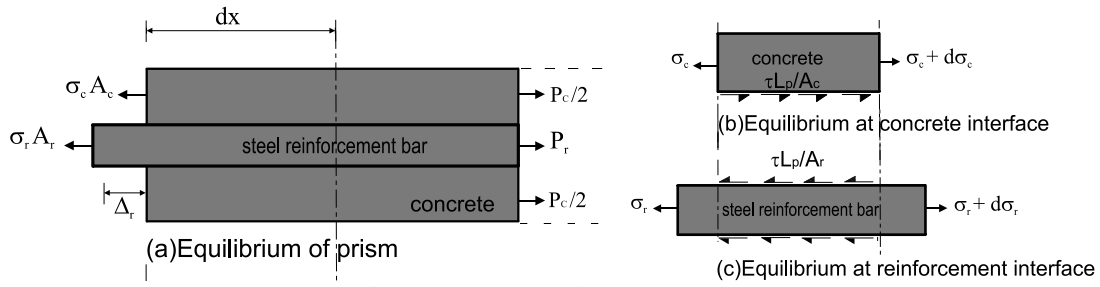 dx
σcAc
Pc/2
σrAr
steel reinforcement bar
Pr
Δr
concrete
Pc/2
(a)Equilibrium of prism
σc
concrete
τLp/Ac
σc + dσc
(b)Equilibrium at concrete interface
τLp/Ar
σr
steel reinforcement bar
σr + dσr
(c)Equilibrium at reinforcement interface